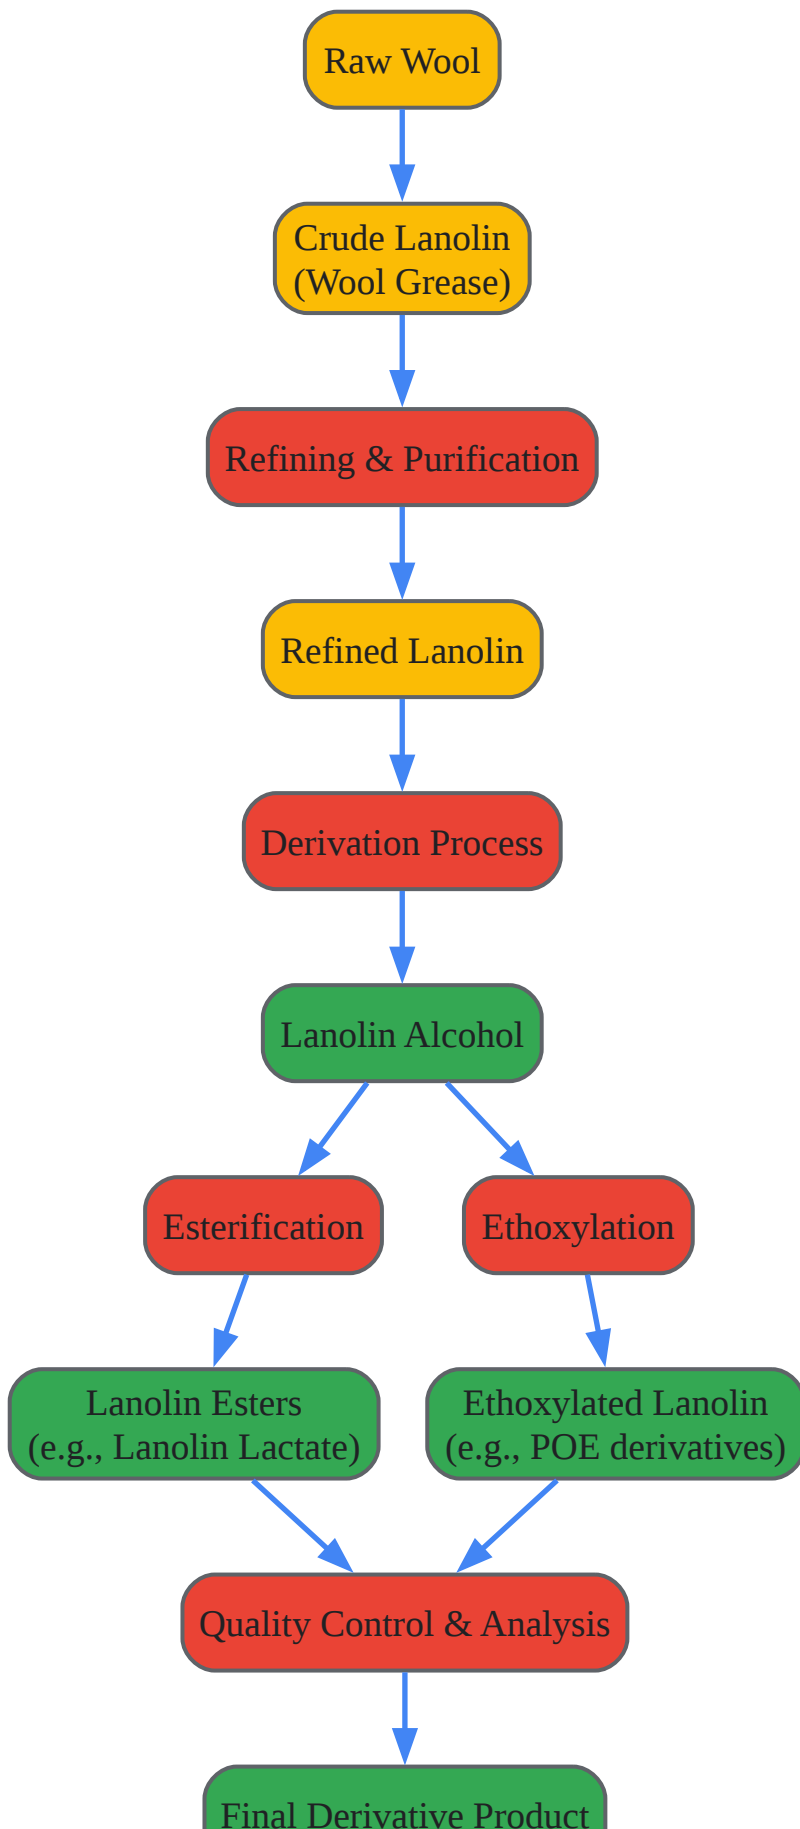 Raw Wool
Crude Lanolin
(Wool Grease)
Refining & Purification
Refined Lanolin
Derivation Process
Lanolin Alcohol
Esterification
Ethoxylation
Lanolin Esters
(e.g., Lanolin Lactate)
Ethoxylated Lanolin
(e.g., POE derivatives)
Quality Control & Analysis
Final Derivative Product